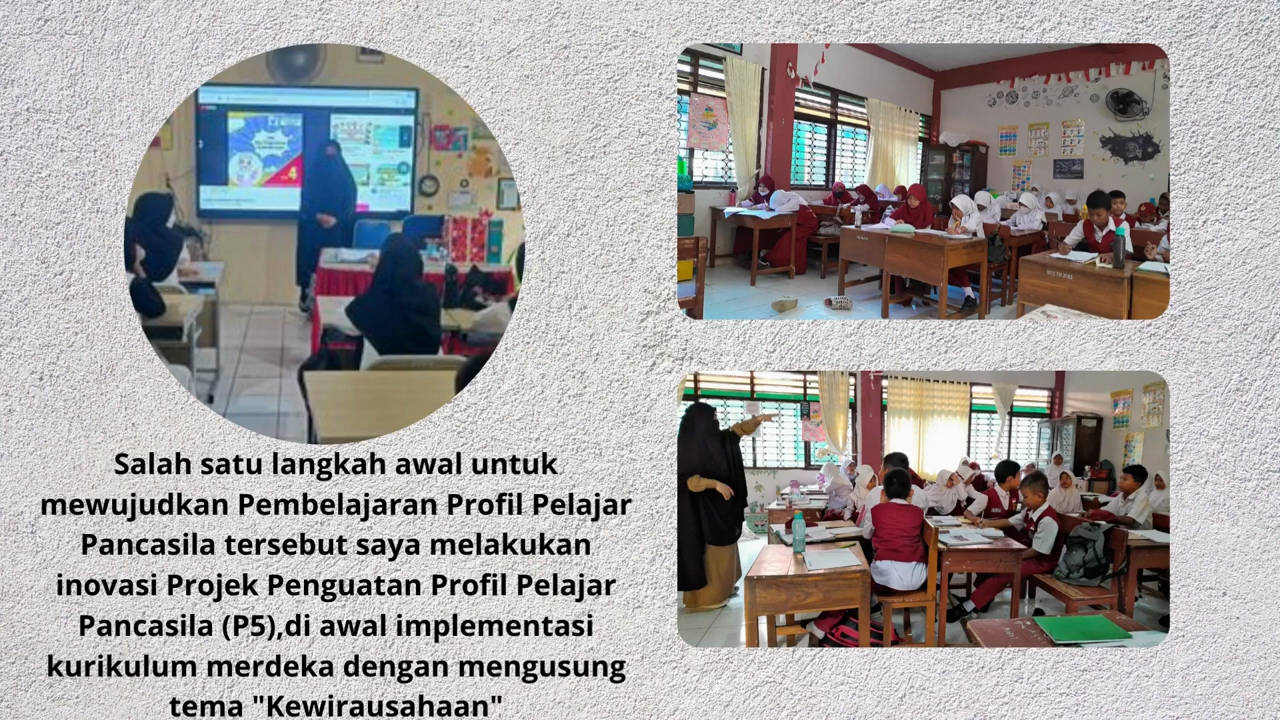 Salah satu langkah awal untuk
mewujudkan Pembelajaran Profil Pelajar
Pancasila tersebut saya melakukan
inovasi Projek Penguatan Profil Pelajar
Pancasila (P5),di awal implementasi
kurikulum merdeka dengan mengusung
tema "Kewirausahaan"
4